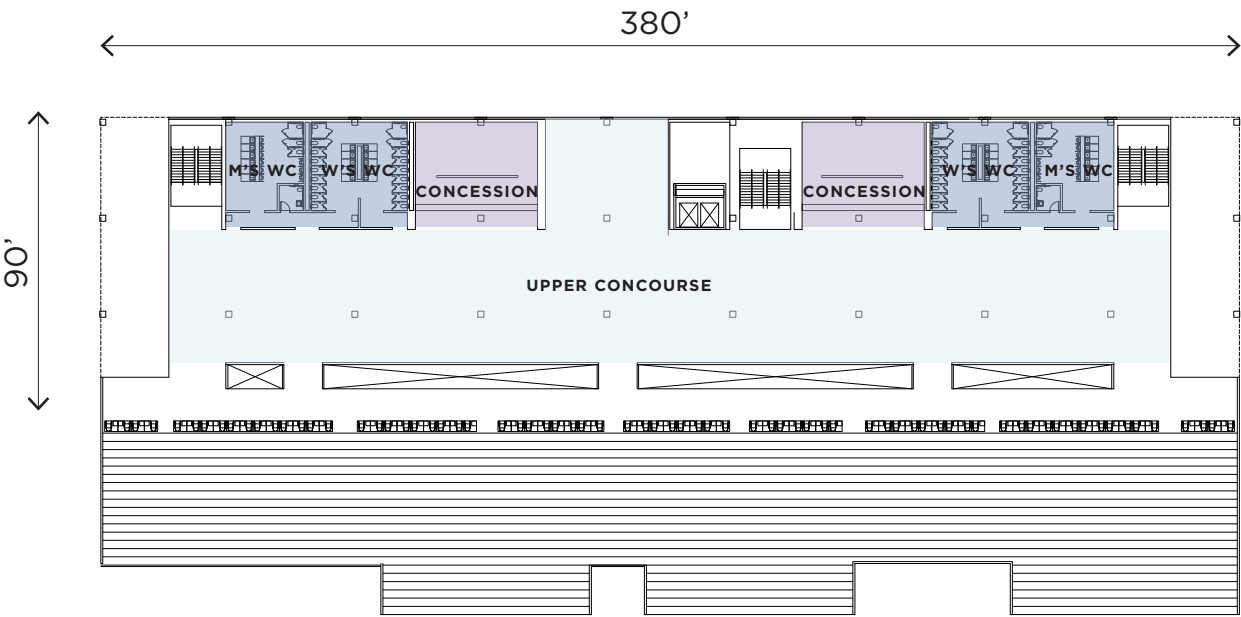 380’
90’
M’S WC
W’S WC
CONCESSION
CONCESSION
W’S WC
M’S WC
UPPER CONCOURSE